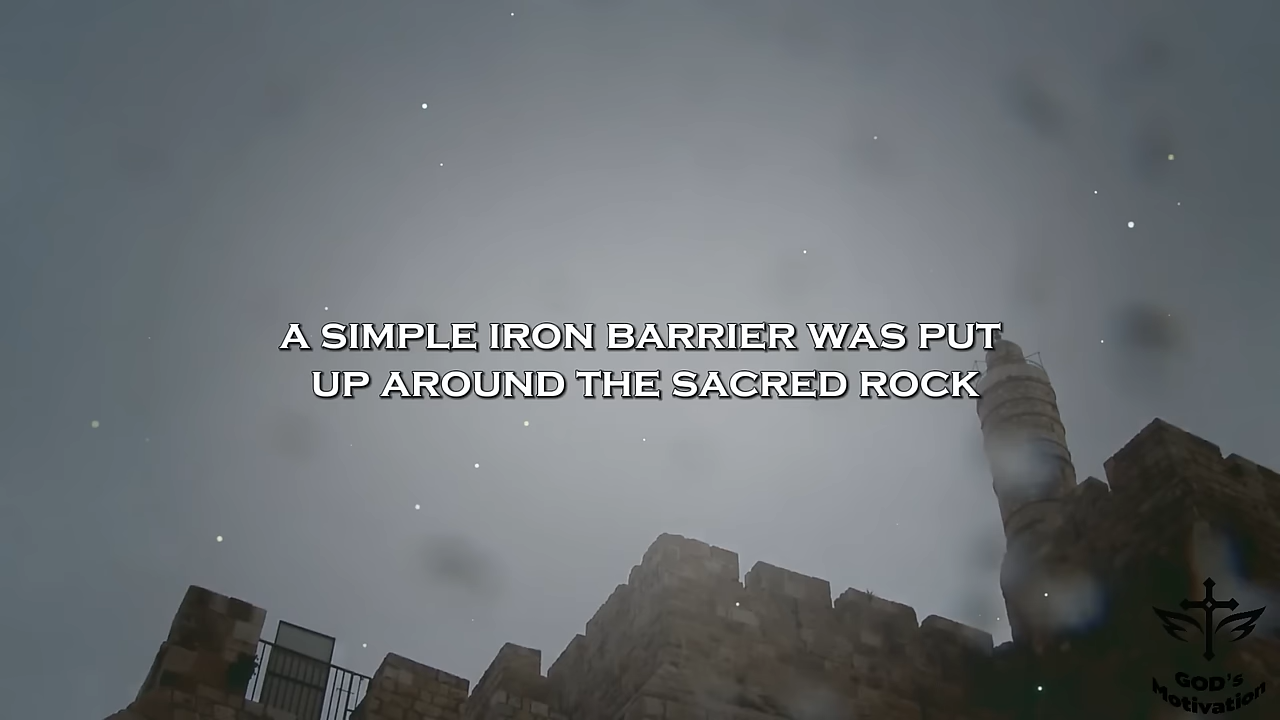 A SIMPLE IRON BARRIER WAS PUT
UP AROUND THE SACRED ROCK
GOD's
Motivation